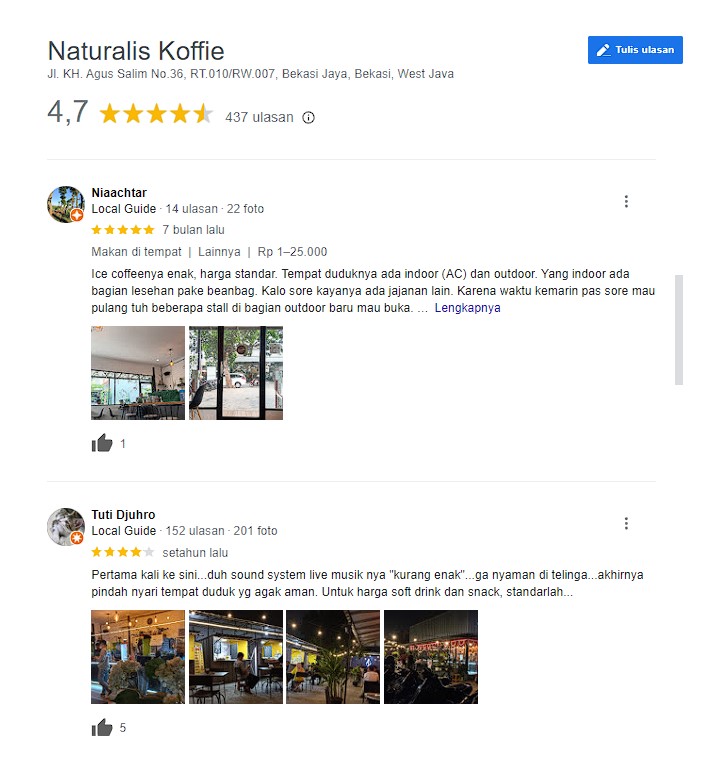 Naturalis Koffie
Tulis ulasan
Jl. KH. Agus Salim No.36, RT.010/RW.007, Bekasi Jaya, Bekasi, West Java
4,7 437 ulasan
Niaachtar
Local Guide · 14 ulasan · 22 foto
7 bulan lalu
Makan di tempat | Lainnya | Rp 1–25.000
Ice coffeenya enak, harga standar. Tempat duduknya ada indoor (AC) dan outdoor. Yang indoor ada
bagian lesehan pake beanbag. Kalo sore kayanya ada jajanan lain. Karena waktu kemarin pas sore mau
pulang tuh beberapa stall di bagian outdoor baru mau buka. … Lengkapnya
1
Tuti Djuhro
Local Guide · 152 ulasan · 201 foto
setahun lalu
Pertama kali ke sini...duh sound system live musik nya "kurang enak"...ga nyaman di telinga...akhirnya
pindah nyari tempat duduk yg agak aman. Untuk harga soft drink dan snack, standarlah...
5